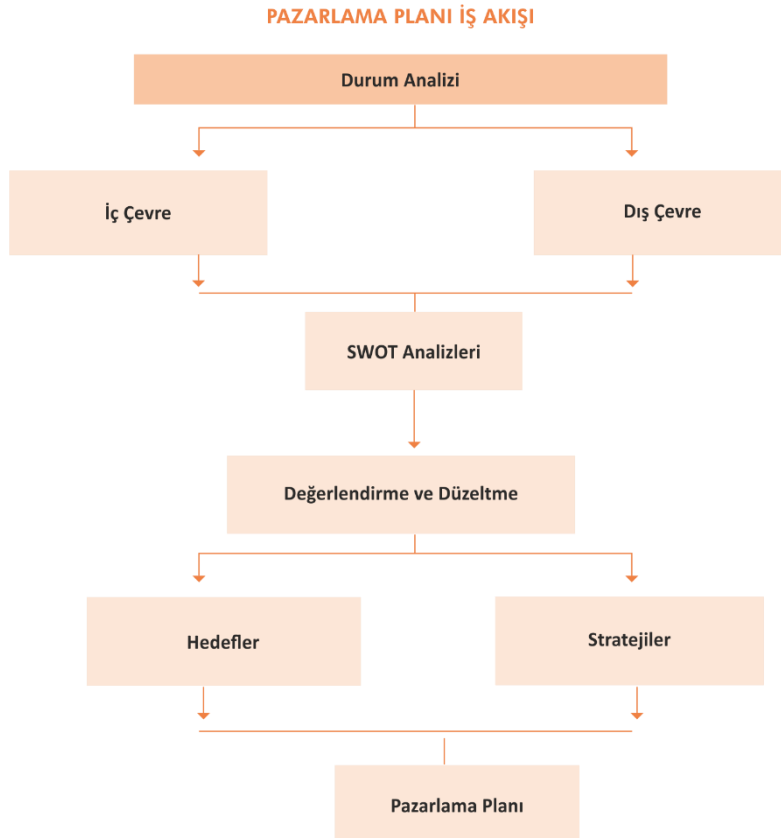 PAZARLAMA PLANI İŞ AKIŞI
Durum Analizi
İç Çevre
Dış Çevre
SWOT Analizleri
Değerlendirme ve Düzeltme
Hedefler
Stratejiler
Pazarlama Planı